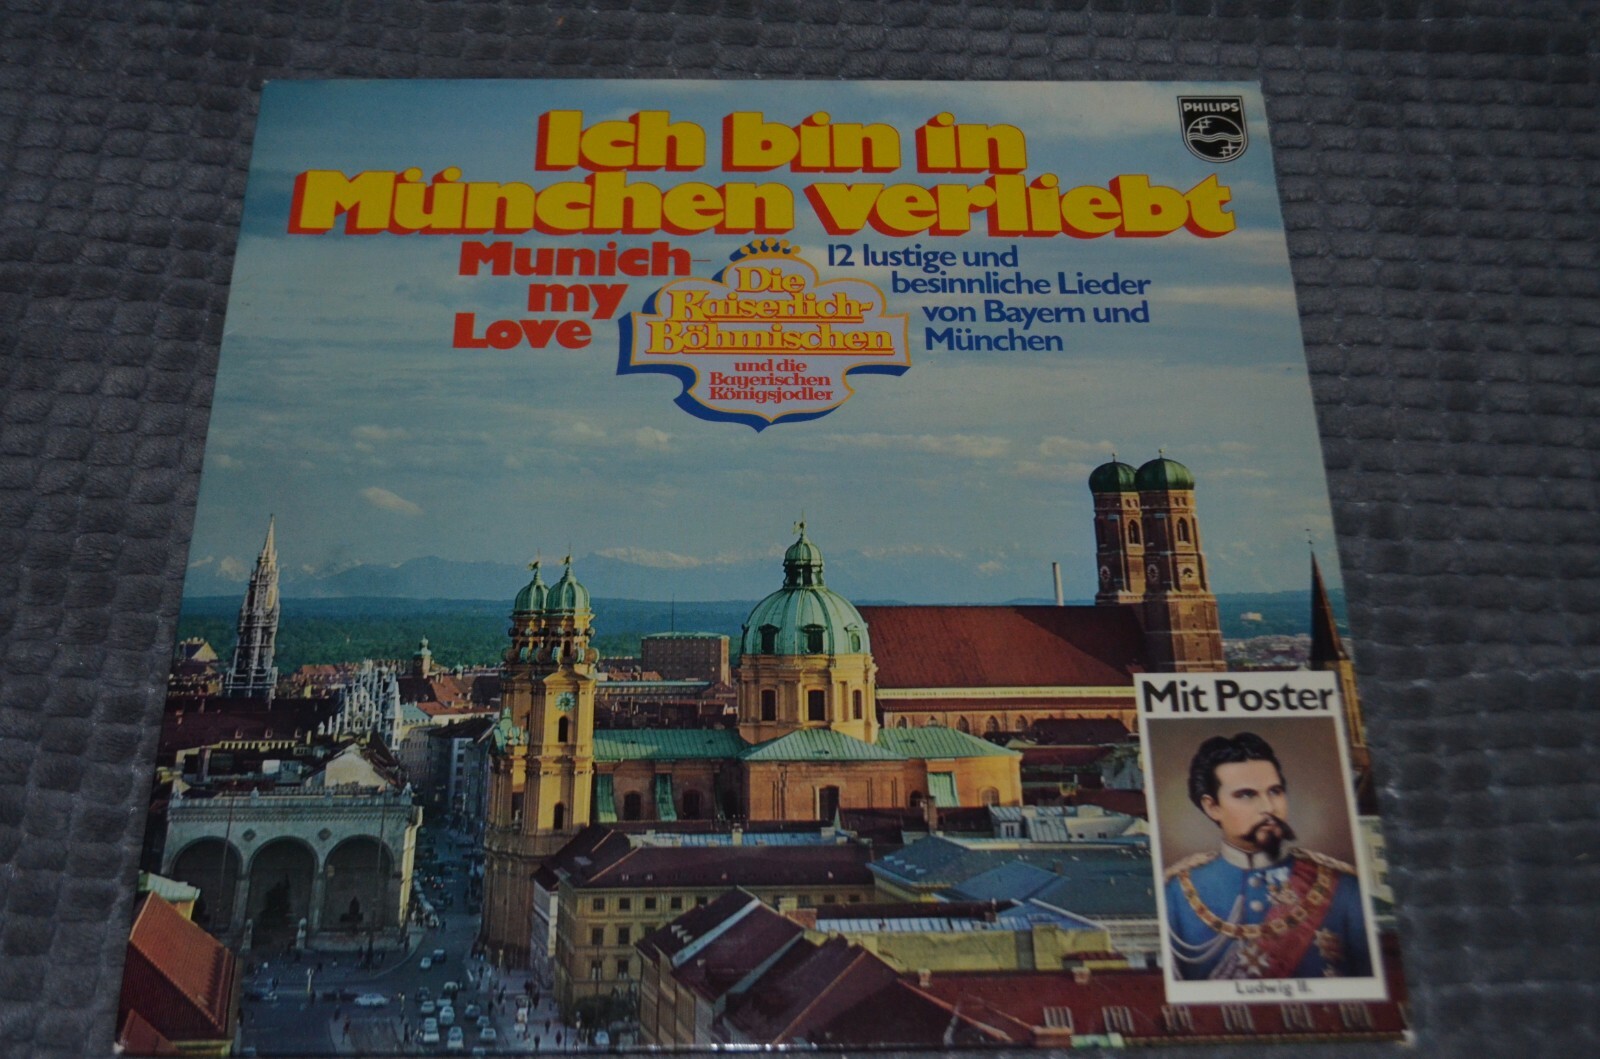 PHILIPS
Ich bin in
München verliebt
Munich-
my
Love
Die
Kaiserlich-
Böhmischen
und die
Bayerischen
Königsjodler
12 lustige und
besinnliche Lieder
von Bayern und
München
Mit Poster
Ludwig II.